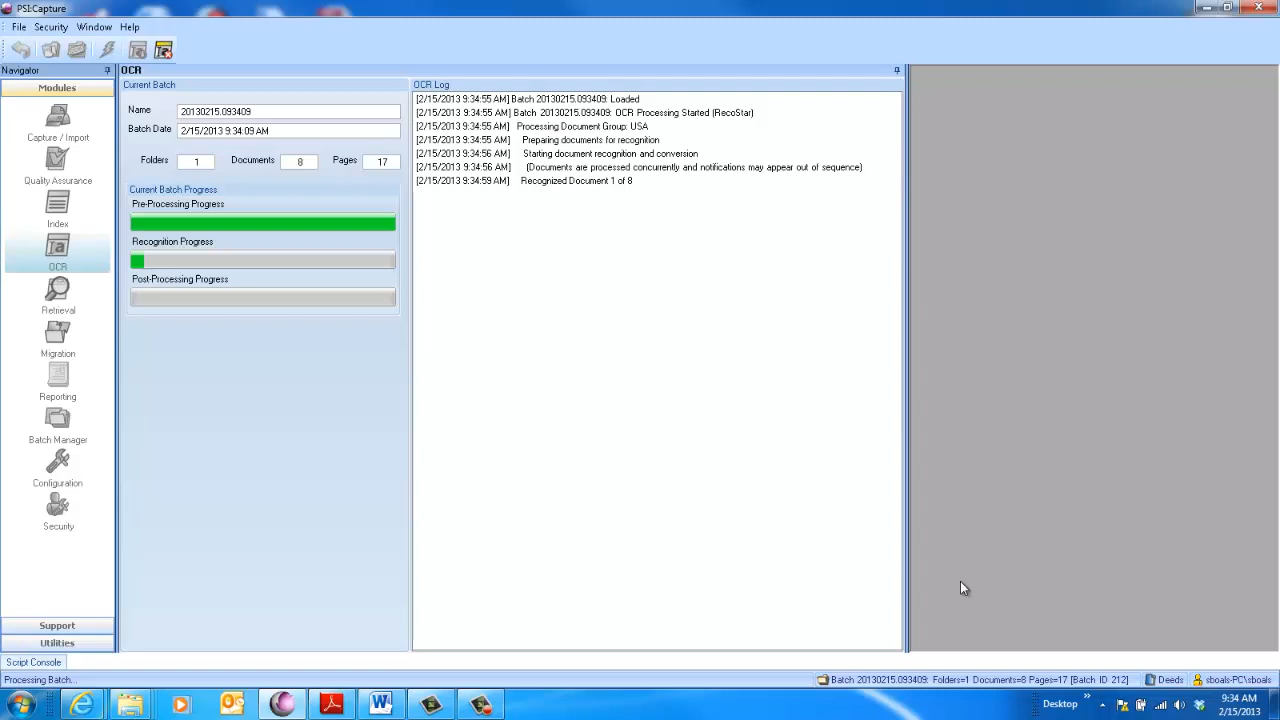 PSI:Capture
File Security Window Help
Navigator
Modules
Capture / Import
Quality Assurance
Index
OCR
Retrieval
Migration
Reporting
Batch Manager
Configuration
Security
Support
Utilities
OCR
Current Batch
Name 20130215.093409
Batch Date 2/15/2013 9:34:09 AM
Folders 1 Documents 8 Pages 17
Current Batch Progress
Pre-Processing Progress
Recognition Progress
Post-Processing Progress
OCR Log
[2/15/2013 9:34:55 AM] Batch 20130215.093409: Loaded
[2/15/2013 9:34:55 AM] Batch 20130215.093409: OCR Processing Started (RecoStar)
[2/15/2013 9:34:55 AM] Processing Document Group: USA
[2/15/2013 9:34:55 AM] Preparing documents for recognition
[2/15/2013 9:34:56 AM] Starting document recognition and conversion
[2/15/2013 9:34:56 AM] (Documents are processed concurrently and notifications may appear out of sequence)
[2/15/2013 9:34:59 AM] Recognized Document 1 of 8
Script Console
Processing Batch...
Batch 20130215.093409: Folders=1 Documents=8 Pages=17 [Batch ID 212] Deeds sboals-PC\sboals
Desktop
9:34 AM
2/15/2013